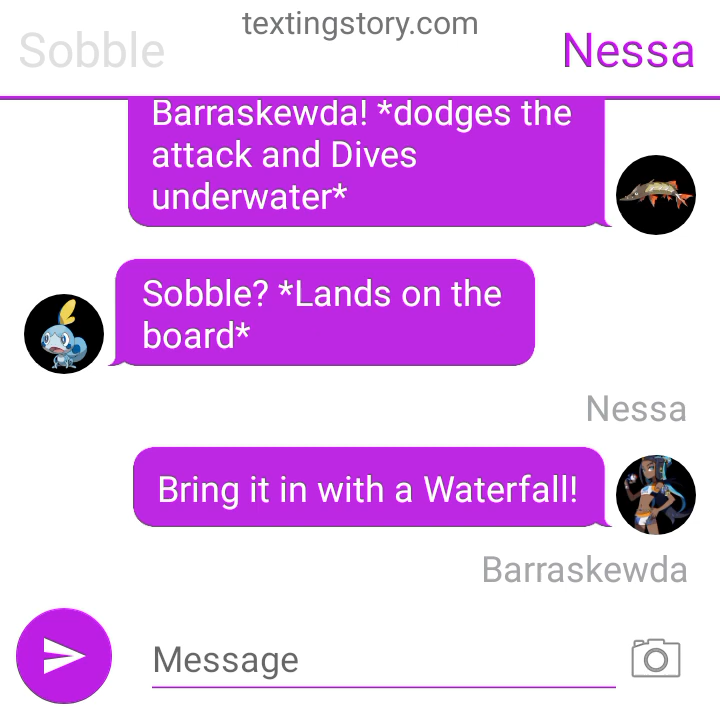 textingstory.com
Sobble
Nessa
Barraskewda! *dodges the
attack and Dives
underwater*
Sobble? *Lands on the
board*
Nessa
Bring it in with a Waterfall!
Barraskewda
Message